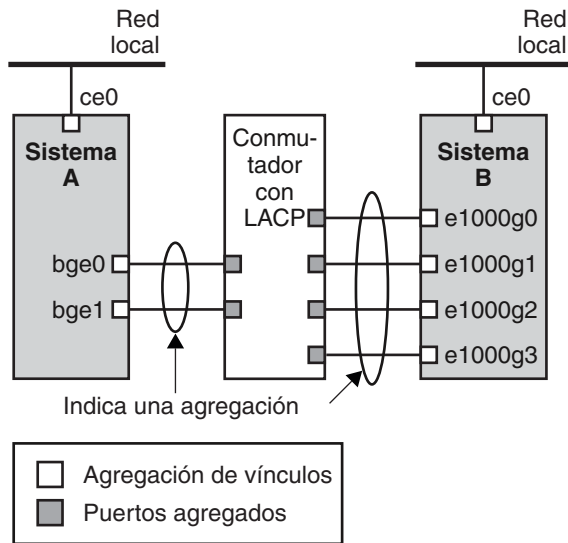 Red
local
Red
local
ce0
ce0
Sistema
A
Conmu-
tador
con
LACP
Sistema
B
bge0
bge1
e1000g0
e1000g1
e1000g2
e1000g3
Indica una agregación
Agregación de vínculos
Puertos agregados